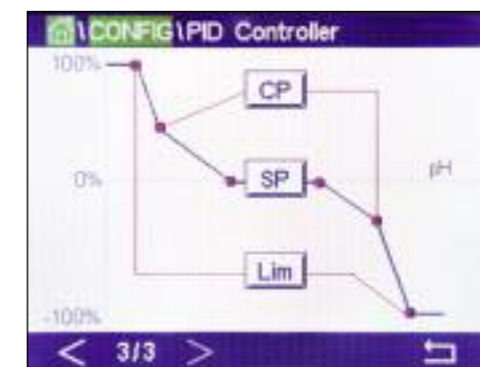 \CONFIG\PID Controller
100%
CP
0%
SP
pH
Lim
-100%
< 3/3 >